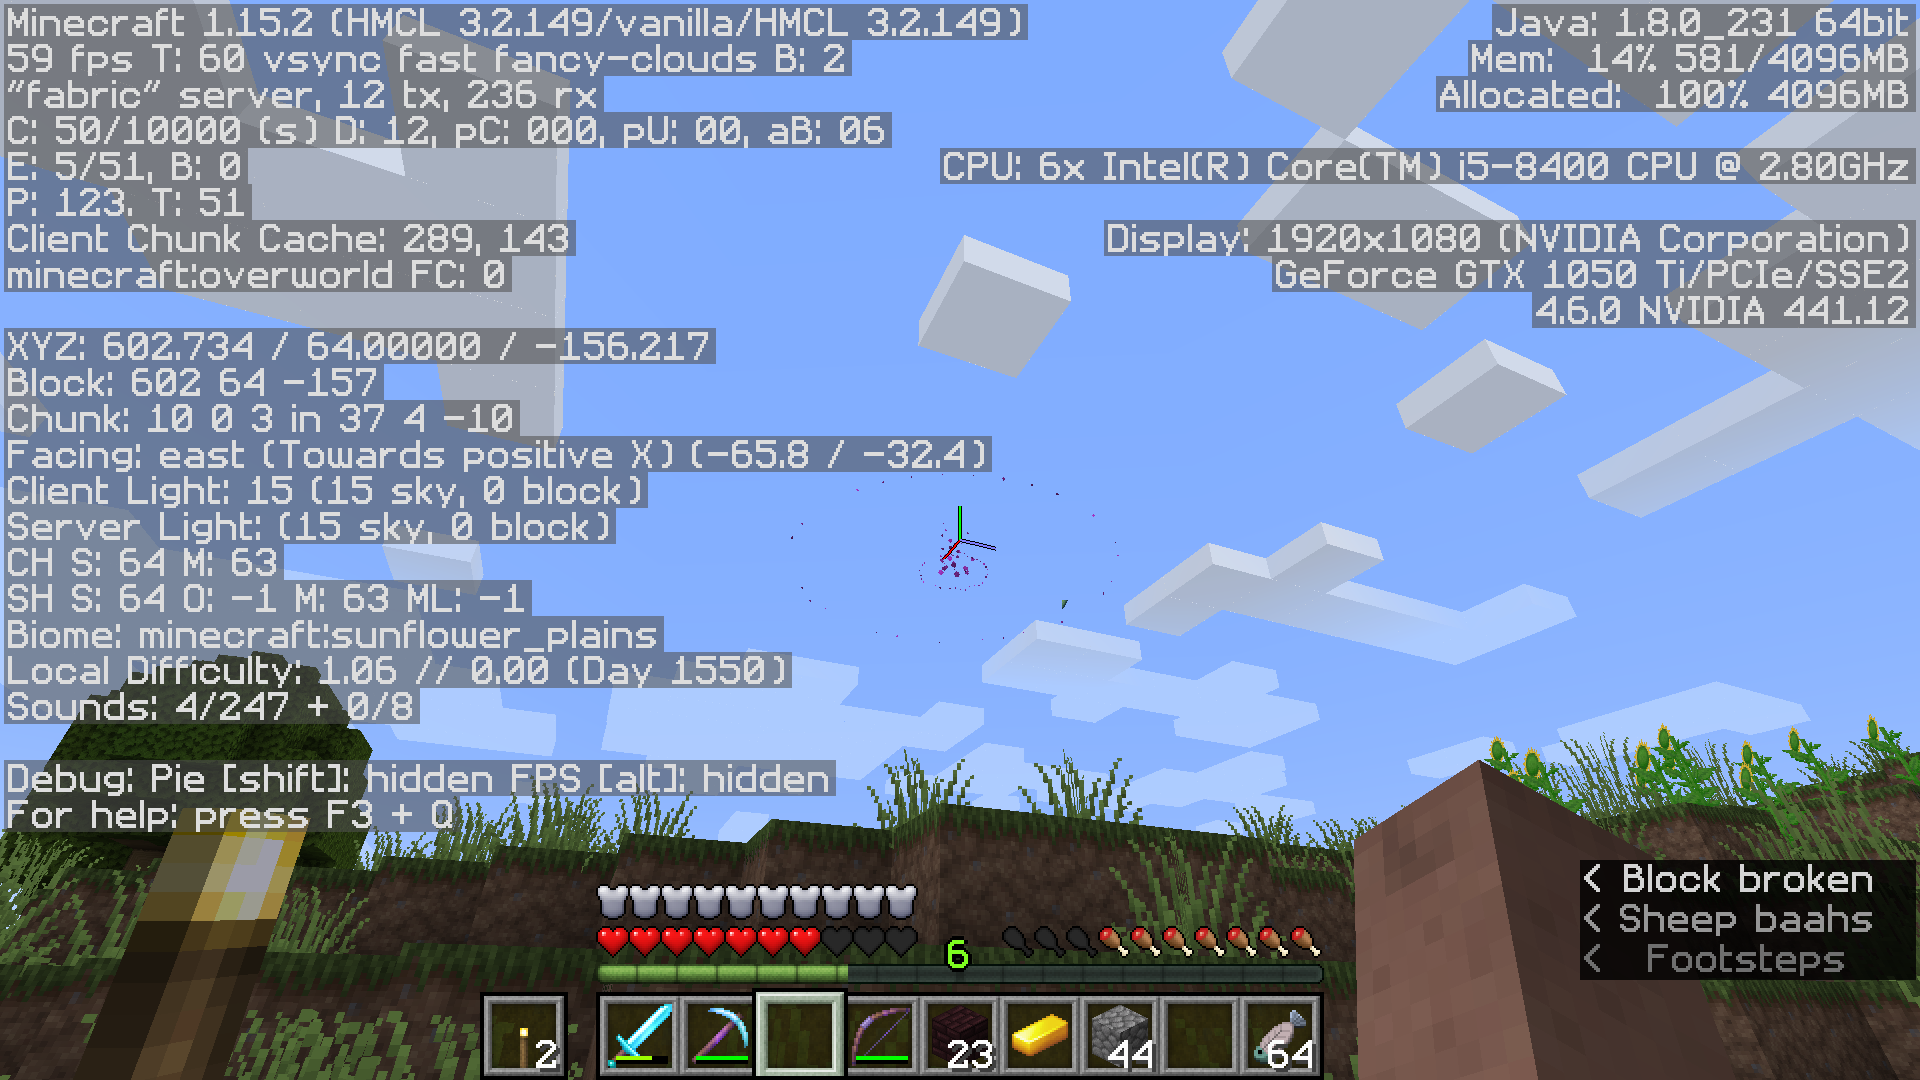 Minecraft 1.15.2 (HMCL 3.2.149/vanilla/HMCL 3.2.149)
59 fps T: 60 vsync fast fancy-clouds B: 2
"fabric" server, 12 tx, 236 rx
C: 50/10000 (s) D: 12, pC: 000, pU: 00, aB: 06
E: 5/51, B: 0
P: 123. T: 51
Client Chunk Cache: 289, 143
minecraft:overworld FC: 0
XYZ: 602.734 / 64.00000 / -156.217
Block: 602 64 -157
Chunk: 10 0 3 in 37 4 -10
Facing: east (Towards positive X) (-65.8 / -32.4)
Client Light: 15 (15 sky, 0 block)
Server Light: (15 sky, 0 block)
CH S: 64 M: 63
SH S: 64 O: -1 M: 63 ML: -1
Biome: minecraft:sunflower_plains
Local Difficulty: 1.06 // 0.00 (Day 1550)
Sounds: 4/247 + 0/8
Debug: Pie [shift]: hidden FPS [alt]: hidden
For help: press F3 + Q
Java: 1.8.0_231 64bit
Mem: 14% 581/4096MB
Allocated: 100% 4096MB
CPU: 6x Intel(R) Core(TM) i5-8400 CPU @ 2.80GHz
Display: 1920x1080 (NVIDIA Corporation)
GeForce GTX 1050 Ti/PCIe/SSE2
4.6.0 NVIDIA 441.12
< Block broken
< Sheep baahs
< Footsteps
6
2 23 44 64